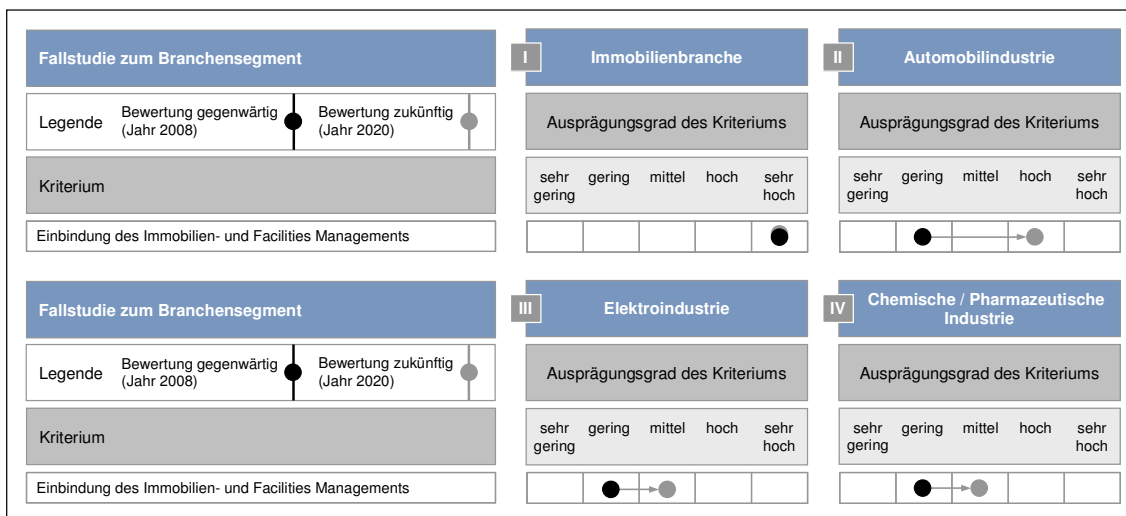 Fallstudie zum Branchensegment
I
Immobilienbranche
II
Automobilindustrie
Legende
Bewertung gegenwärtig
(Jahr 2008)
Bewertung zukünftig
(Jahr 2020)
Ausprägungsgrad des Kriteriums
Ausprägungsgrad des Kriteriums
Kriterium
sehr gering mittel hoch sehr
gering hoch
sehr gering mittel hoch sehr
gering hoch
Einbindung des Immobilien- und Facilities Managements
Fallstudie zum Branchensegment
III
Elektroindustrie
IV
Chemische / Pharmazeutische
Industrie
Legende
Bewertung gegenwärtig
(Jahr 2008)
Bewertung zukünftig
(Jahr 2020)
Ausprägungsgrad des Kriteriums
Ausprägungsgrad des Kriteriums
Kriterium
sehr gering mittel hoch sehr
gering hoch
sehr gering mittel hoch sehr
gering hoch
Einbindung des Immobilien- und Facilities Managements